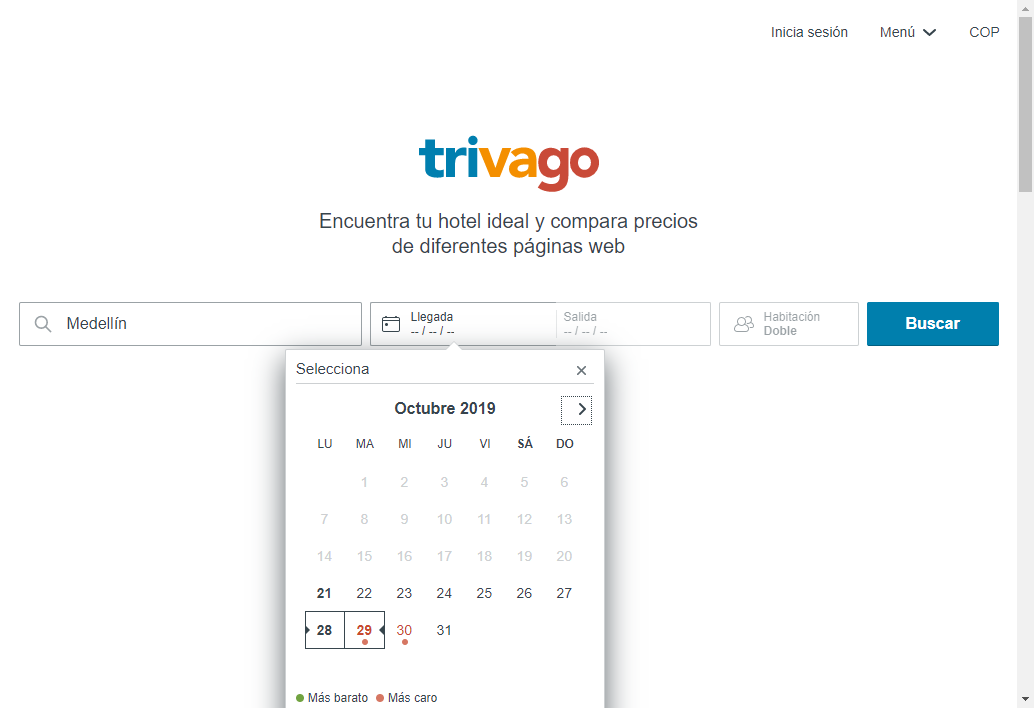 Inicia sesión Menú COP
trivago
Encuentra tu hotel ideal y compara precios
de diferentes páginas web
Medellín
Llegada
-- / -- / --
Salida
-- / -- / --
Habitación
Doble
Buscar
Selecciona
Octubre 2019
LU MA MI JU VI SÁ DO
1 2 3 4 5 6
7 8 9 10 11 12 13
14 15 16 17 18 19 20
21 22 23 24 25 26 27
28 29 30 31
Más barato Más caro